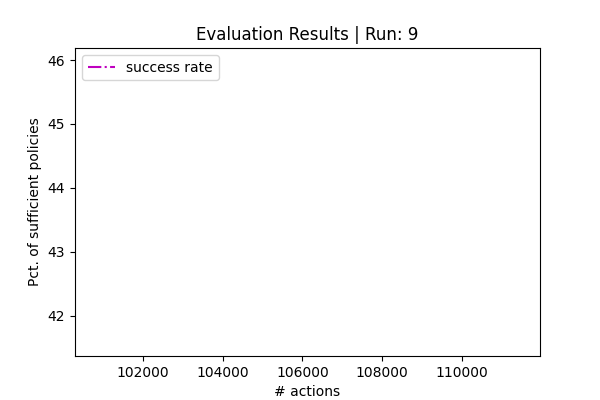 Evaluation Results | Run: 9
success rate
46
45
44
43
42
Pct. of sufficient policies
102000 104000 106000 108000 110000
# actions